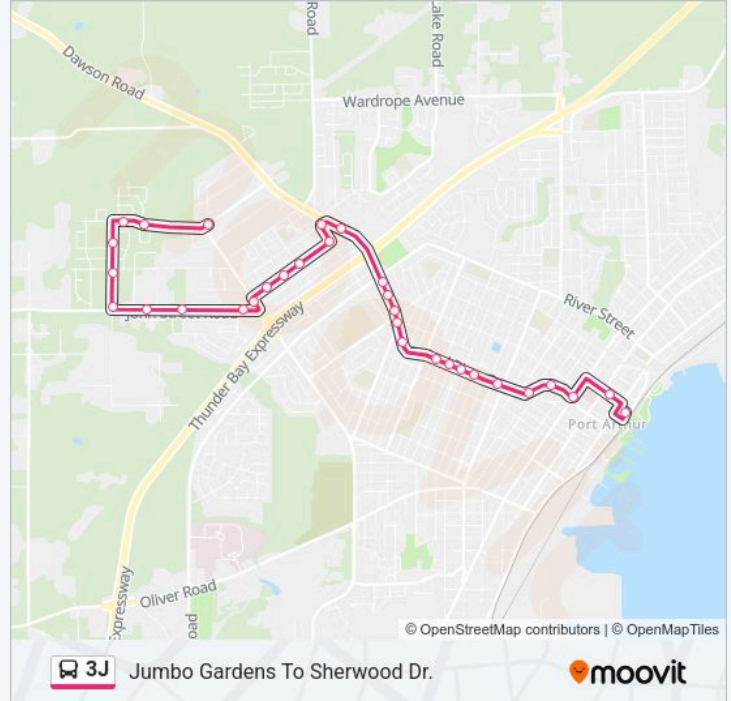 Road
Lake Road
Dawson Road
Wardrope Avenue
River Street
Thunder Bay Expressway
Port Arthur
Oliver Road
Expressway
© OpenStreetMap contributors | © OpenMapTiles
3J Jumbo Gardens To Sherwood Dr.
moovit